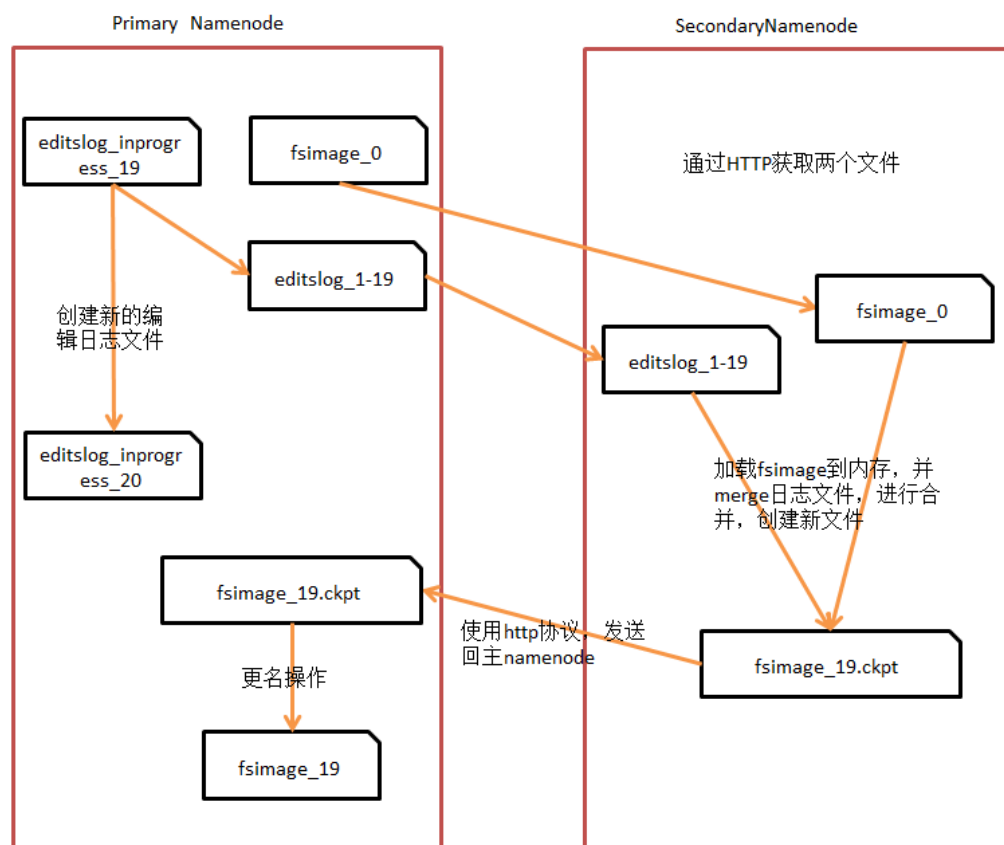 Primary Namenode
SecondaryNamenode
editslog_inprogr
ess_19
fsimage_0
通过HTTP获取两个文件
editslog_1-19
fsimage_0
创建新的编
辑日志文件
editslog_1-19
editslog_inprogr
ess_20
加载fsimage到内存，并
merge日志文件，进行合
并，创建新文件
fsimage_19.ckpt
使用http协议，发送
回主namenode
fsimage_19.ckpt
更名操作
fsimage_19